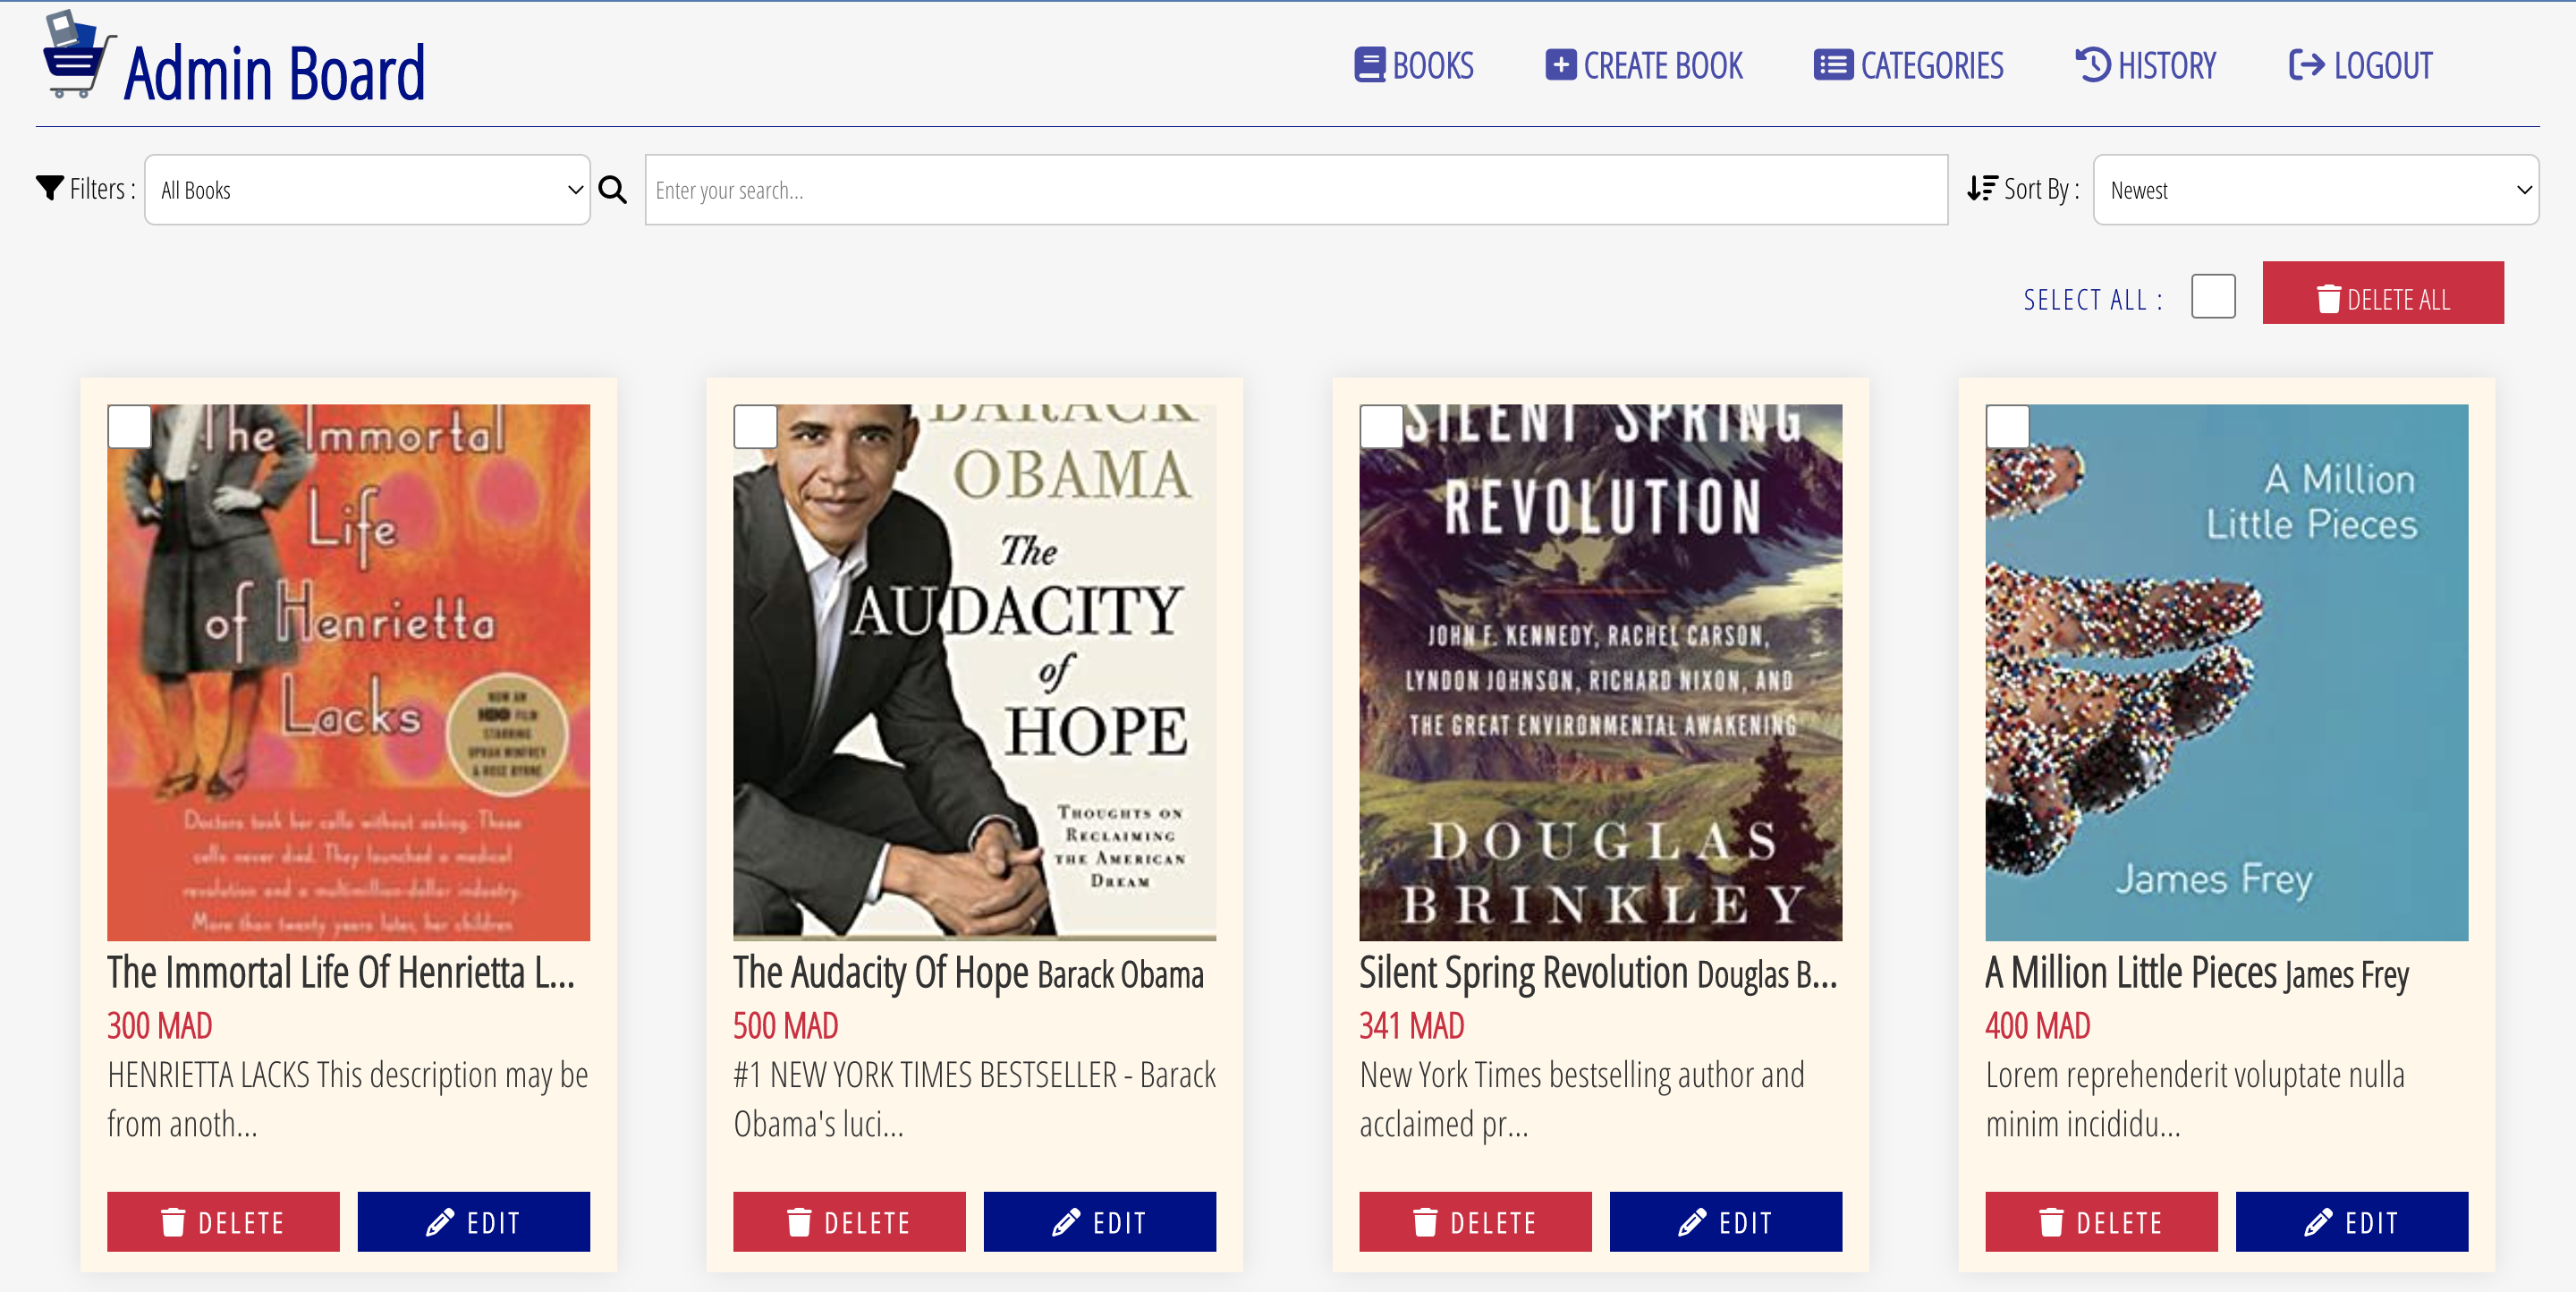 Admin Board
BOOKS
CREATE BOOK
CATEGORIES
HISTORY
LOGOUT
Filters :
All Books
Enter your search...
Sort By :
Newest
SELECT ALL :
DELETE ALL
The Immortal
Life
of Henrietta
Lacks
NOW AN
HBO FILM
STARRING
OPRAH WINFREY
& ROSE BYRNE
Doctors took her cells without asking. Those
cells never died. They launched a medical
revolution and a multimillion-dollar industry.
More than twenty years later, her children
The Immortal Life Of Henrietta L...
300 MAD
HENRIETTA LACKS This description may be
from anoth...
DELETE
EDIT
BARACK
OBAMA
The
AUDACITY
of
HOPE
THOUGHTS ON
RECLAIMING
THE AMERICAN
DREAM
The Audacity Of Hope Barack Obama
500 MAD
#1 NEW YORK TIMES BESTSELLER - Barack
Obama's luci...
DELETE
EDIT
SILENT SPRING
REVOLUTION
JOHN F. KENNEDY, RACHEL CARSON,
LYNDON JOHNSON, RICHARD NIXON, AND
THE GREAT ENVIRONMENTAL AWAKENING
DOUGLAS
BRINKLEY
Silent Spring Revolution Douglas B...
341 MAD
New York Times bestselling author and
acclaimed pr...
DELETE
EDIT
A Million
Little Pieces
James Frey
A Million Little Pieces James Frey
400 MAD
Lorem reprehenderit voluptate nulla
minim incididu...
DELETE
EDIT